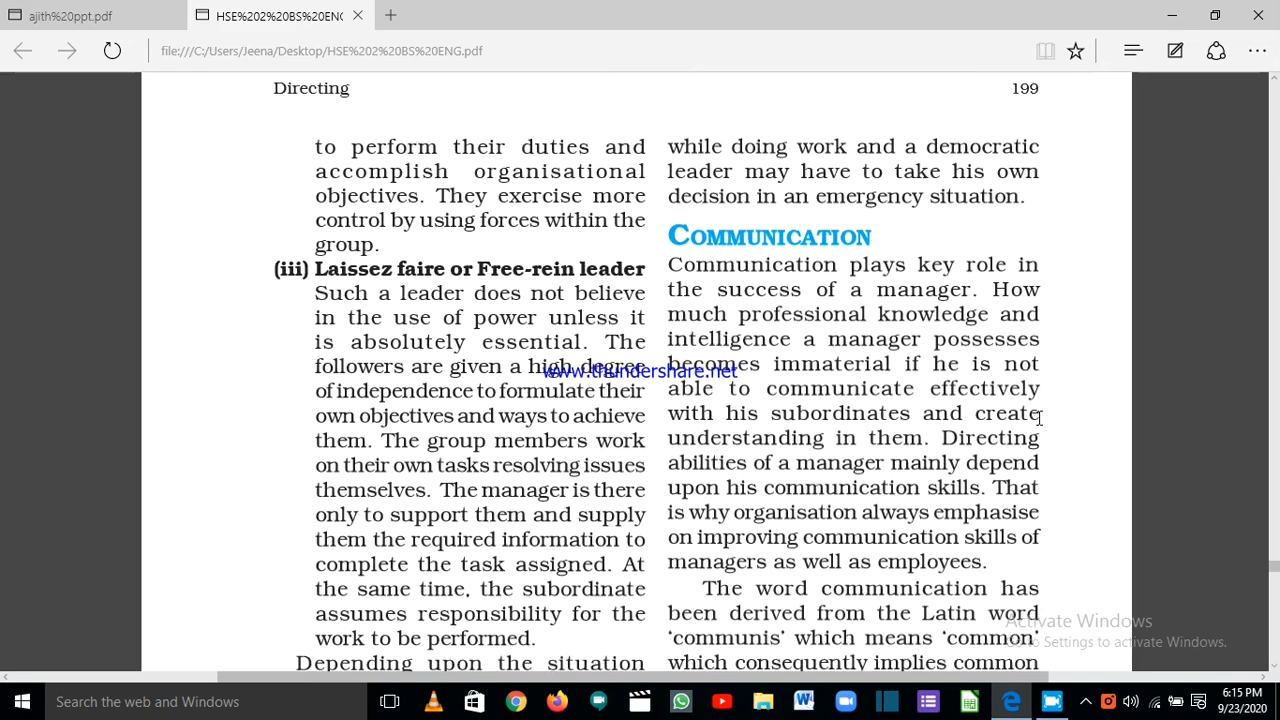 ajith%20ppt.pdf
HSE%202%20BS%20ENG
file:///C:/Users/Jeena/Desktop/HSE%202%20BS%20ENG.pdf
Directing
199
to perform their duties and
accomplish organisational
objectives. They exercise more
control by using forces within the
group.
(iii) Laissez faire or Free-rein leader
Such a leader does not believe
in the use of power unless it
is absolutely essential. The
followers are given a high degree
of independence to formulate their
own objectives and ways to achieve
them. The group members work
on their own tasks resolving issues
themselves. The manager is there
only to support them and supply
them the required information to
complete the task assigned. At
the same time, the subordinate
assumes responsibility for the
work to be performed.
Depending upon the situation
while doing work and a democratic
leader may have to take his own
decision in an emergency situation.
COMMUNICATION
Communication plays key role in
the success of a manager. How
much professional knowledge and
intelligence a manager possesses
becomes immaterial if he is not
able to communicate effectively
with his subordinates and create
understanding in them. Directing
abilities of a manager mainly depend
upon his communication skills. That
is why organisation always emphasise
on improving communication skills of
managers as well as employees.
The word communication has
been derived from the Latin word
‘communis’ which means ‘common’
which consequently implies common
www.thundershare.net
Activate Windows
Go to Settings to activate Windows.
Search the web and Windows
6:15 PM
9/23/2020